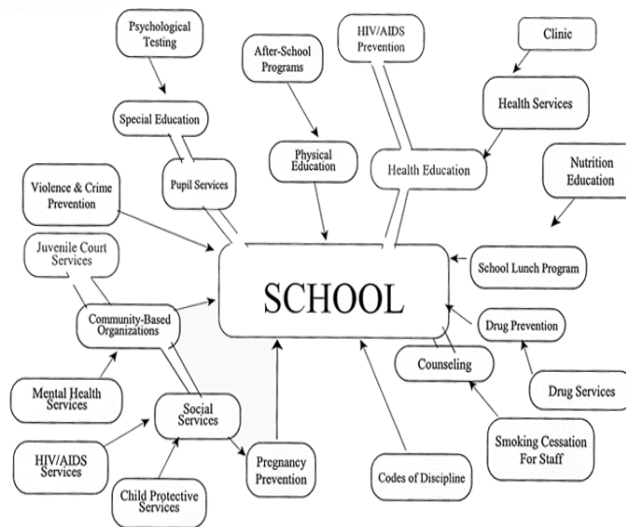 Psychological
Testing
After-School
Programs
HIV/AIDS
Prevention
Clinic
Special Education
Health Services
Physical
Education
Health Education
Nutrition
Education
Violence & Crime
Prevention
Pupil Services
Juvenile Court
Services
SCHOOL
School Lunch Program
Community-Based
Organizations
Drug Prevention
Counseling
Mental Health
Services
Social
Services
Drug Services
HIV/AIDS
Services
Pregnancy
Prevention
Codes of Discipline
Smoking Cessation
For Staff
Child Protective
Services